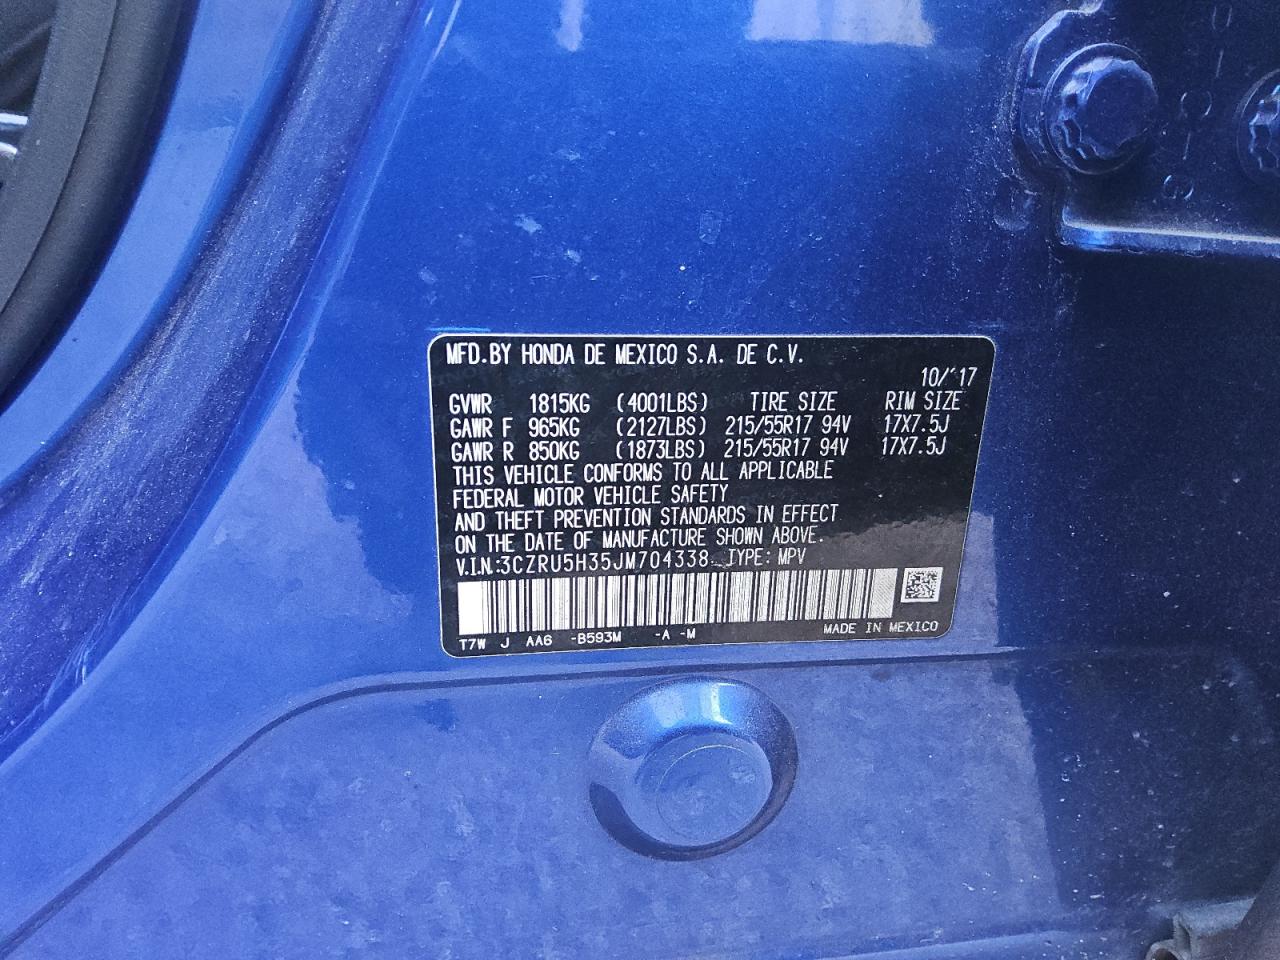 MFD.BY HONDA DE MEXICO S.A. DE C.V.
10/'17
GVWR 1815KG (4001LBS) TIRE SIZE RIM SIZE
GAWR F 965KG (2127LBS) 215/55R17 94V 17X7.5J
GAWR R 850KG (1873LBS) 215/55R17 94V 17X7.5J
THIS VEHICLE CONFORMS TO ALL APPLICABLE
FEDERAL MOTOR VEHICLE SAFETY
AND THEFT PREVENTION STANDARDS IN EFFECT
ON THE DATE OF MANUFACTURE SHOWN ABOVE.
V.I.N:3CZRU5H35JM704338 TYPE: MPV
T7W J AA6 -B593M -A -M MADE IN MEXICO